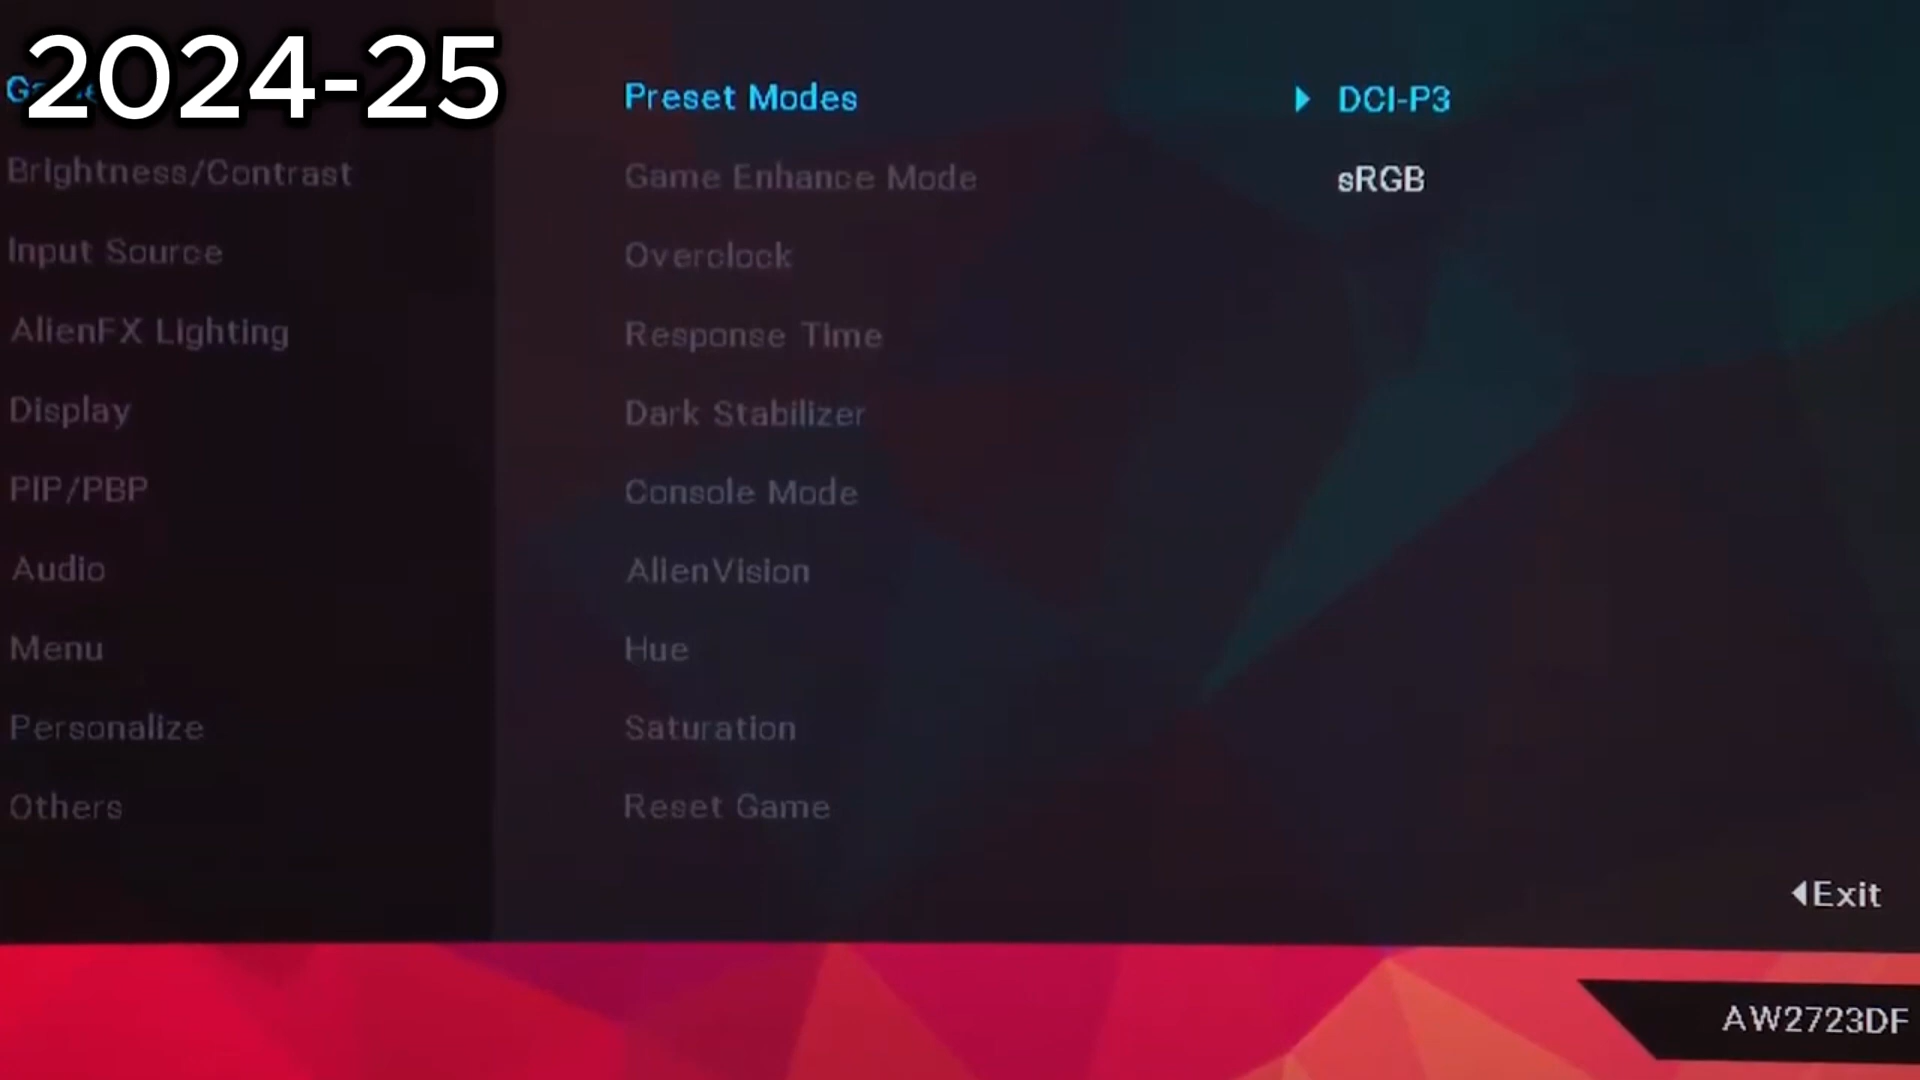 2024-25
Preset Modes
DCI-P3
Brightness/Contrast
Game Enhance Mode
sRGB
Input Source
Overclock
AlienFX Lighting
Response Time
Display
Dark Stabilizer
PIP/PBP
Console Mode
Audio
AlienVision
Menu
Hue
Personalize
Saturation
Others
Reset Game
Exit
AW2723DF